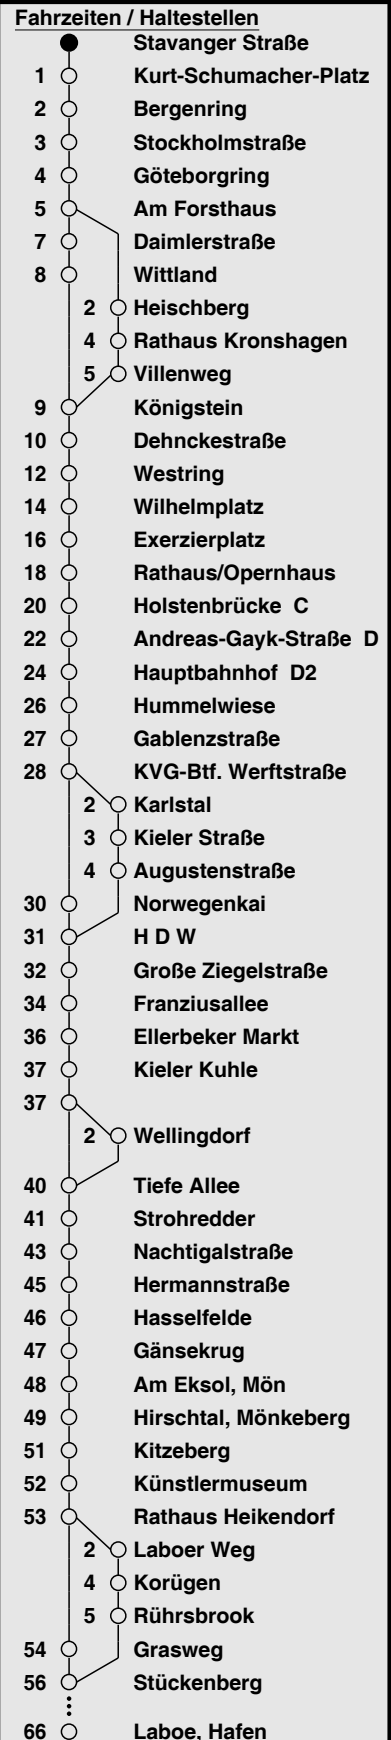 Fahrzeiten / Haltestellen
Stavanger Straße
1 Kurt-Schumacher-Platz
2 Bergenring
3 Stockholmstraße
4 Göteborgring
5 Am Forsthaus
7 Daimlerstraße
8 Wittland
2 Heischberg
4 Rathaus Kronshagen
5 Villenweg
9 Königstein
10 Dehnckestraße
12 Westring
14 Wilhelmplatz
16 Exerzierplatz
18 Rathaus/Opernhaus
20 Holstenbrücke C
22 Andreas-Gayk-Straße D
24 Hauptbahnhof D2
26 Hummelwiese
27 Gablenzstraße
28 KVG-Btf. Werftstraße
2 Karlstal
3 Kieler Straße
4 Augustenstraße
30 Norwegenkai
31 H D W
32 Große Ziegelstraße
34 Franziusallee
36 Ellerbeker Markt
37 Kieler Kuhle
37
2 Wellingdorf
40 Tiefe Allee
41 Strohredder
43 Nachtigalstraße
45 Hermannstraße
46 Hasselfelde
47 Gänsekrug
48 Am Eksol, Mön
49 Hirschtal, Mönkeberg
51 Kitzeberg
52 Künstlermuseum
53 Rathaus Heikendorf
2 Laboer Weg
4 Korügen
5 Rührsbrook
54 Grasweg
56 Stückenberg
66 Laboe, Hafen